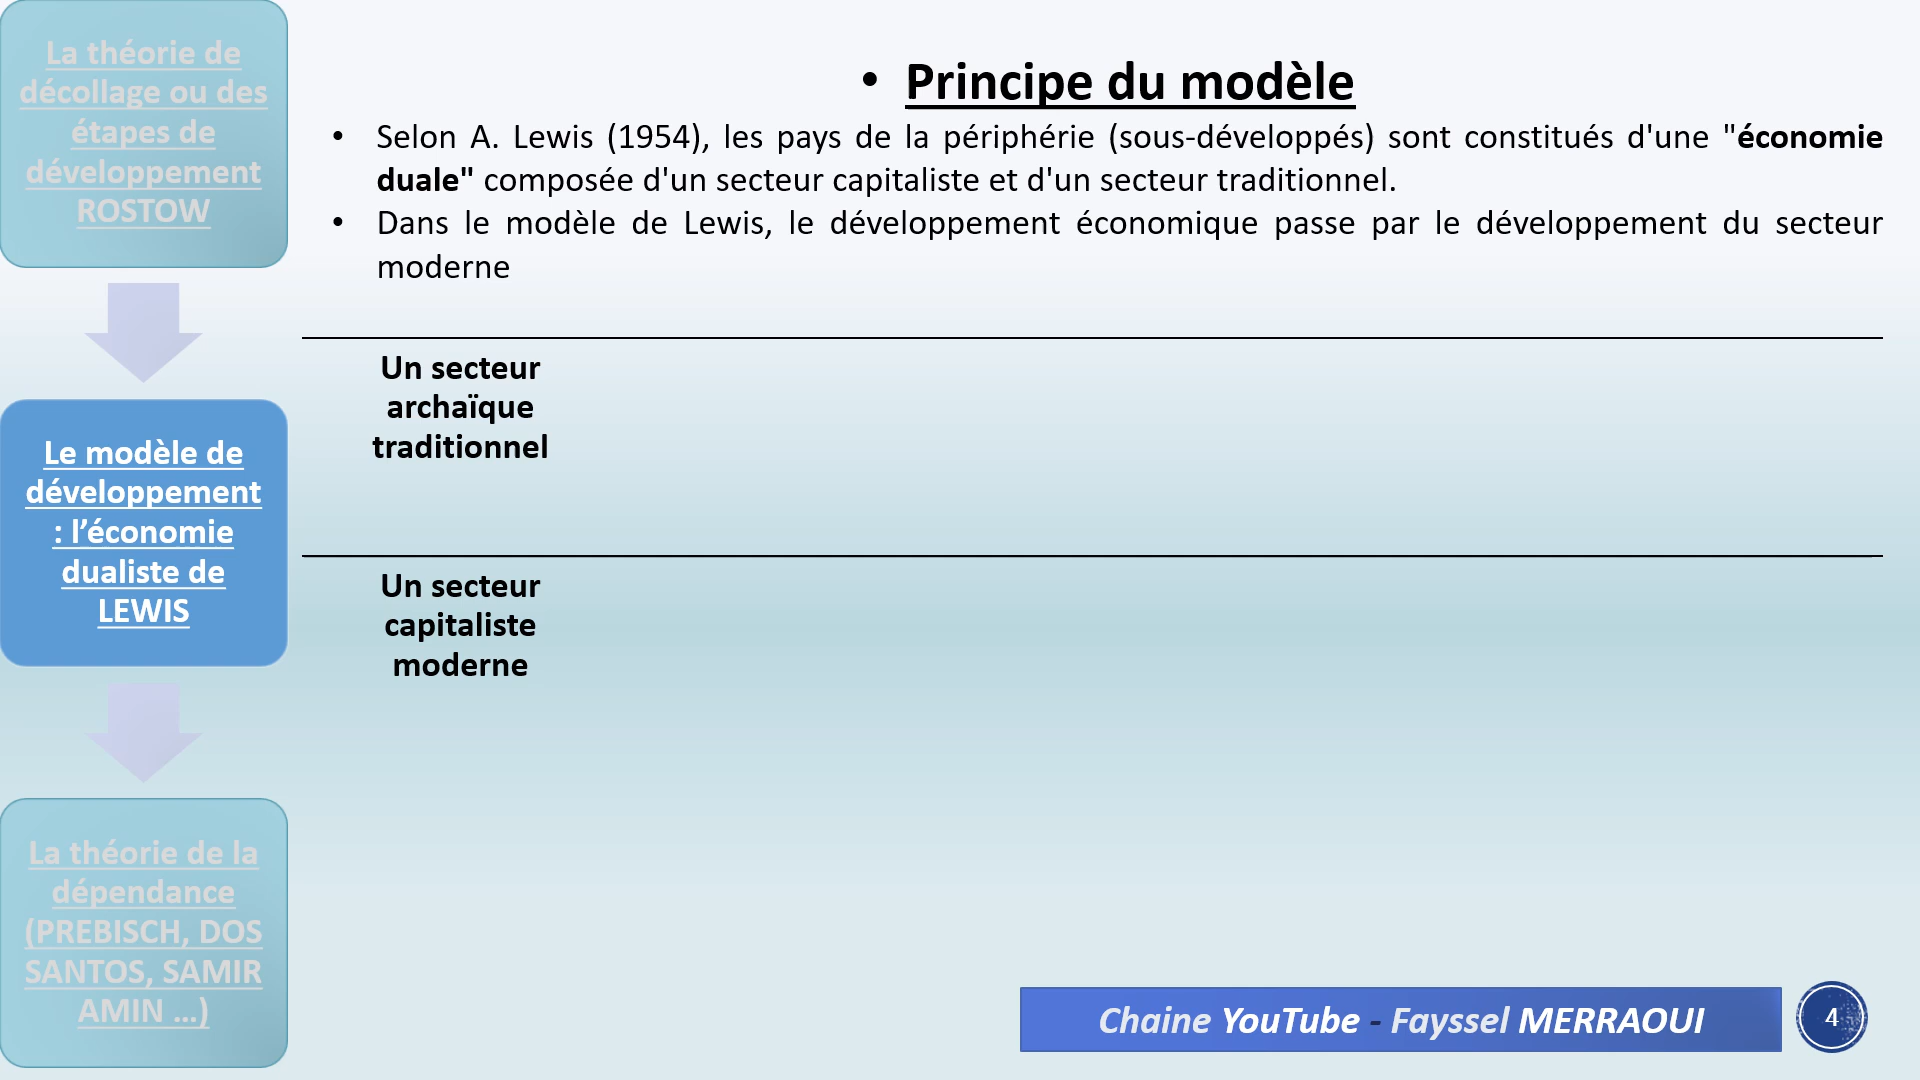 La théorie de
décollage ou des
étapes de
développement
ROSTOW
Le modèle de
développement
: l’économie
dualiste de
LEWIS
La théorie de la
dépendance
(PREBISCH, DOS
SANTOS, SAMIR
AMIN ...)
• Principe du modèle
• Selon A. Lewis (1954), les pays de la périphérie (sous-développés) sont constitués d'une "économie
duale" composée d'un secteur capitaliste et d'un secteur traditionnel.
• Dans le modèle de Lewis, le développement économique passe par le développement du secteur
moderne
Un secteur
archaïque
traditionnel
Un secteur
capitaliste
moderne
Chaine YouTube - Fayssel MERRAOUI
4